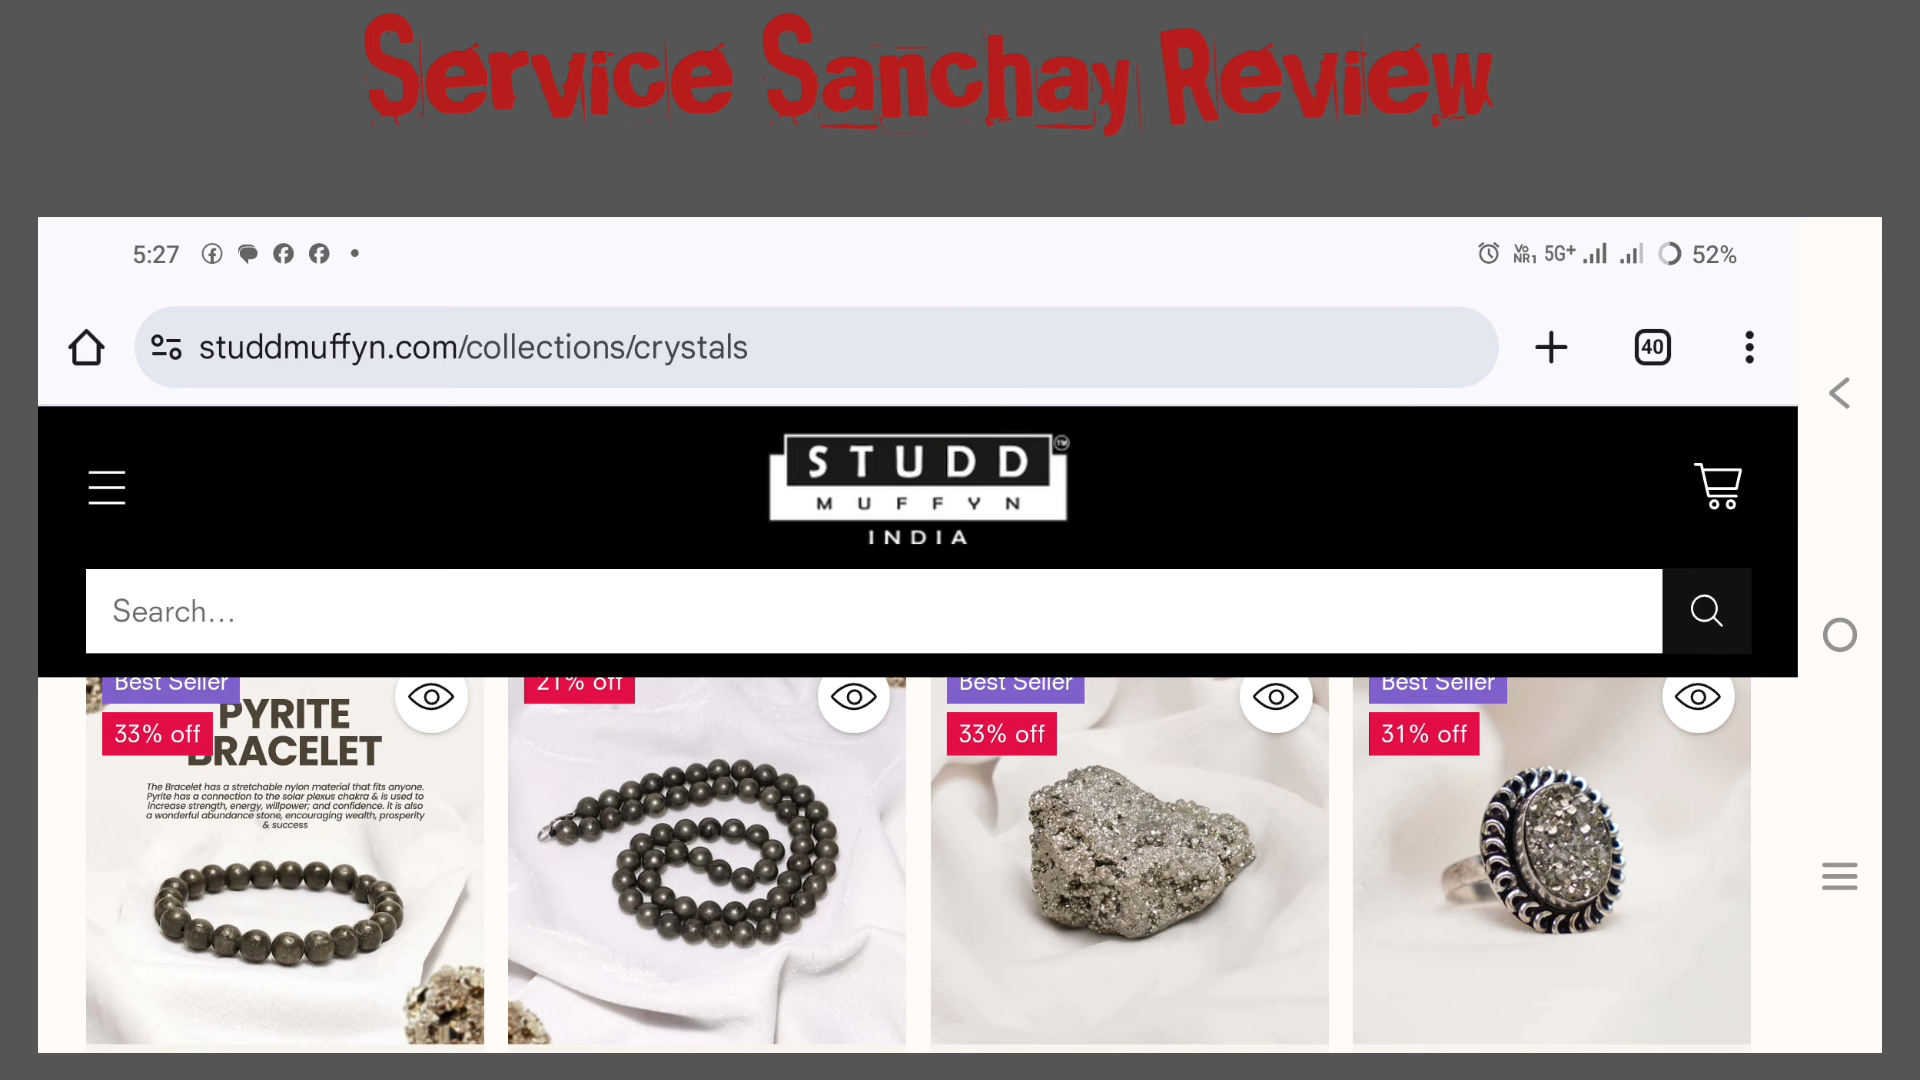 Service Sanchay Review
5:27
Vo
NR1
5G+
52%
studdmuffyn.com/collections/crystals
40
STUDD
TM
MUFFYN
INDIA
Search...
Best Seller
33% off
PYRITE
BRACELET
The Bracelet has a stretchable nylon material that fits anyone.
Pyrite has a connection to the solar plexus chakra & is used to
increase strength, energy, willpower; and confidence. it is also
a wonderful abundance stone, encouraging wealth, prosperity
& success
21% off
Best Seller
33% off
Best Seller
31% off